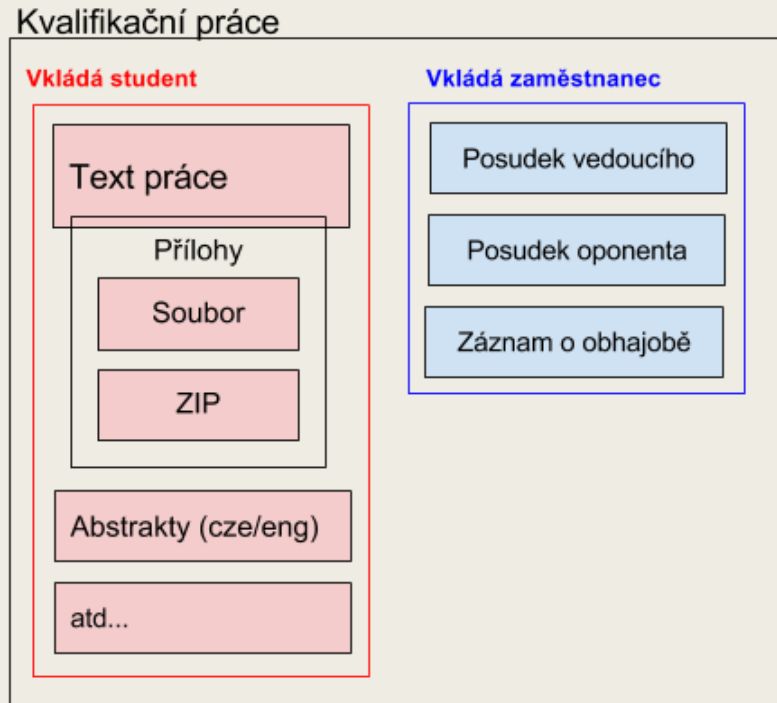 Kvalifikační práce
Vkládá student
Text práce
Přílohy
Soubor
ZIP
Abstrakty (cze/eng)
atd...
Vkládá zaměstnanec
Posudek vedoucího
Posudek oponenta
Záznam o obhajobě